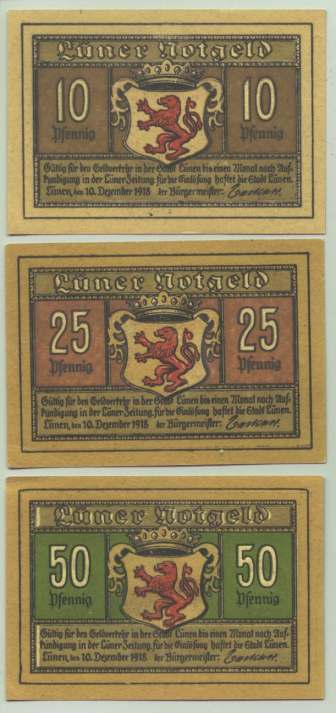 Lüner Notgeld
10 10
Pfennig Pfennig
Gültig für den Geldverkehr in der Stadt Lünen bis einen Monat nach Auf-
kündigung in der Lüner Zeitung, für die Einlösung haftet die Stadt Lünen.
Lünen, den 10. Dezember 1918 der Bürgermeister:
Lüner Notgeld
25 25
Pfennig Pfennig
Gültig für den Geldverkehr in der Stadt Lünen bis einen Monat nach Auf-
kündigung in der Lüner Zeitung, für die Einlösung haftet die Stadt Lünen.
Lünen, den 10. Dezember 1918 der Bürgermeister:
Lüner Notgeld
50 50
Pfennig Pfennig
Gültig für den Geldverkehr in der Stadt Lünen bis einen Monat nach Auf-
kündigung in der Lüner Zeitung, für die Einlösung haftet die Stadt Lünen.
Lünen, den 10. Dezember 1918 der Bürgermeister: